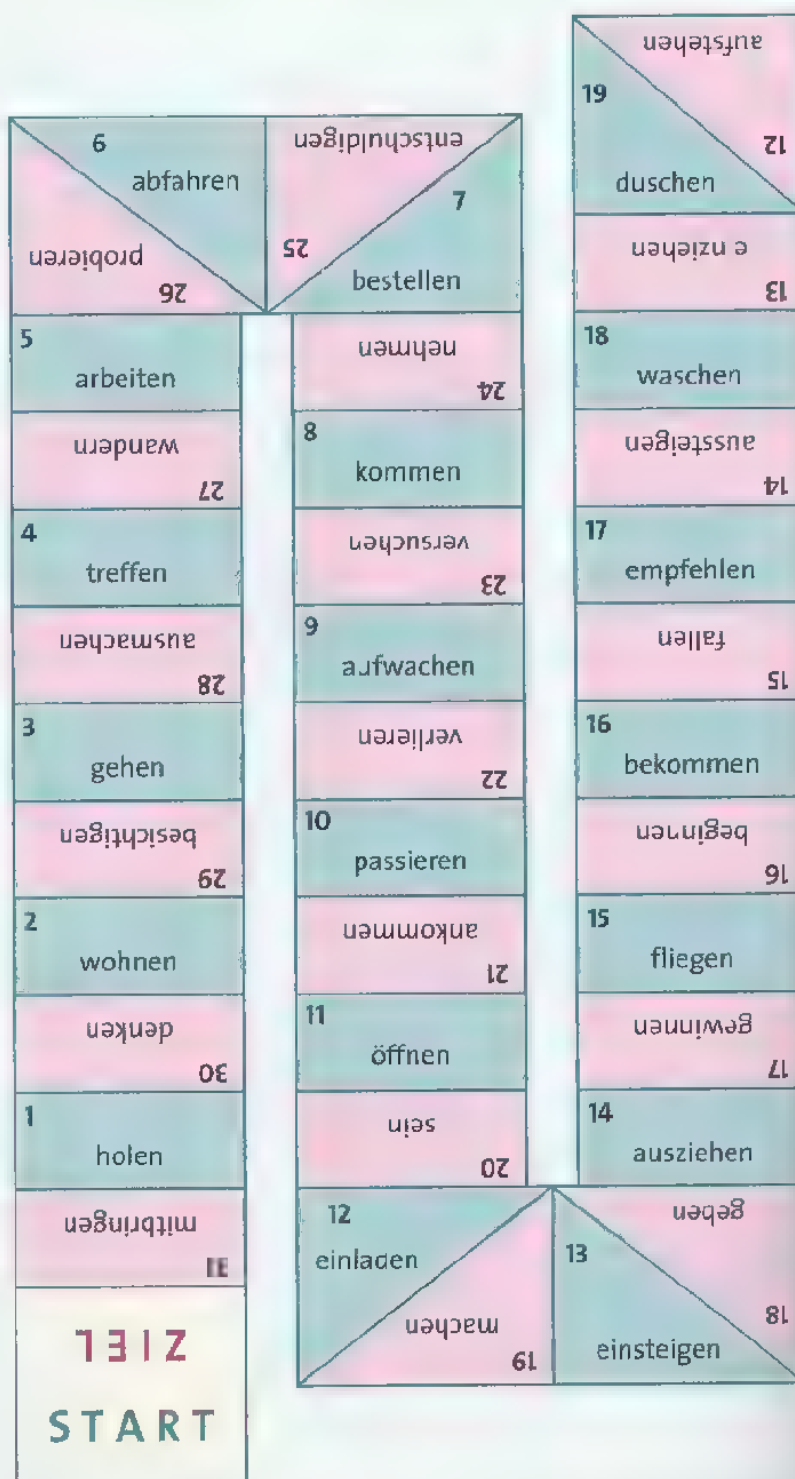 6
abfahren
probieren
26
entschuldigen
25
7
bestellen
5
arbeiten
wandern
27
4
treffen
ausmachen
28
3
gehen
besichtigen
29
2
wohnen
denken
30
1
holen
mitbringen
31
ZIEL
START
nehmen
24
8
kommen
versuchen
23
9
aufwachen
verlieren
22
10
passieren
ankommen
21
11
öffnen
sein
20
12
einladen
machen
19
aufstehen
12
19
duschen
einziehen
13
18
waschen
aussteigen
14
17
empfehlen
fallen
15
16
bekommen
beginnen
16
15
fliegen
gewinnen
17
14
ausziehen
geben
18
13
einsteigen